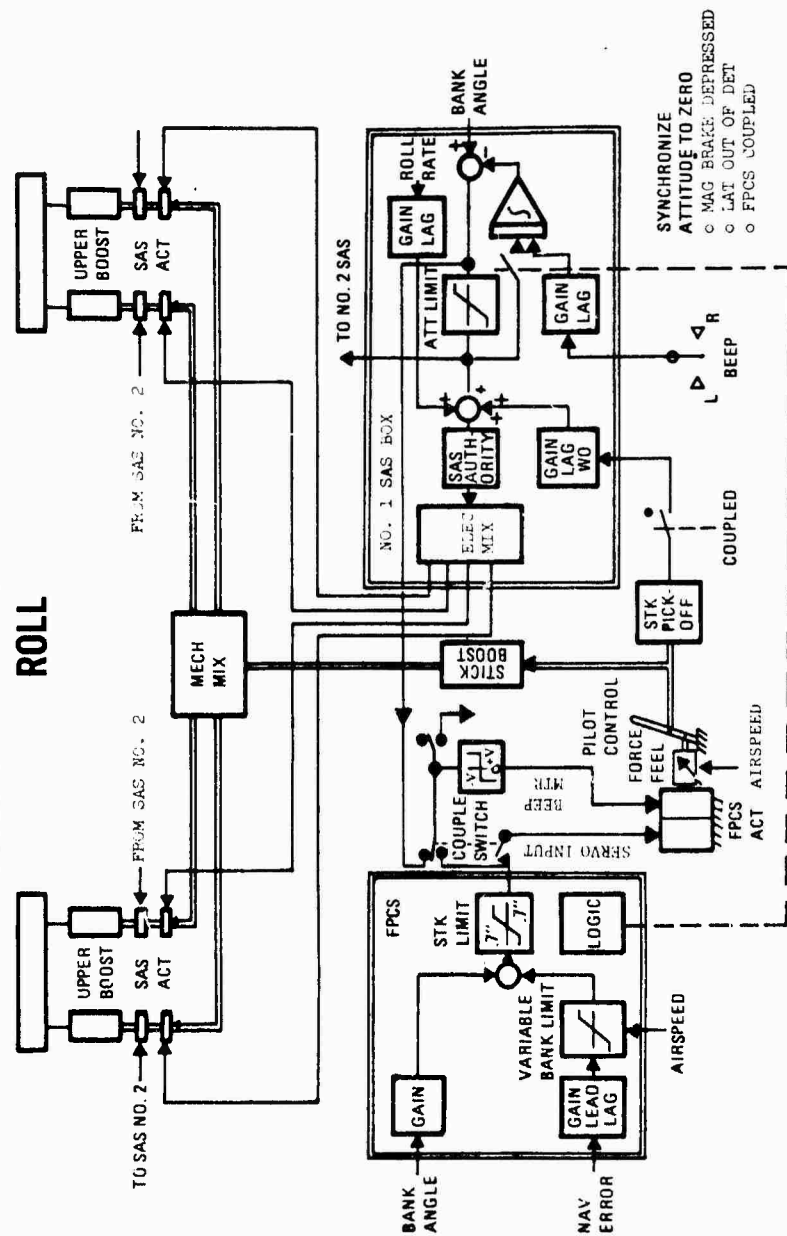 ROLL
UPPER
BOOST
SAS
ACT
TO SAS NO. 2
FROM SAS NO. 2
MECH
MIX
FROM SAS NO. 2
UPPER
BOOST
SAS
ACT
NO. 1 SAS BOX
TO NO. 2 SAS
ELEC
MIX
SAS
AUTH
ORITY
ATT LIMIT
GAIN
LAG
ROLL
RATE
BANK
ANGLE
GAIN
LAG
WO
GAIN
LAG
+
+
+
+
+
-
∫
L
R
BEEP
SYNCHRONIZE
ATTITUDE TO ZERO
o MAG BRAKE DEPRESSED
o LAT OUT OF DET
o FPCS COUPLED
STICK
BOOST
STK
PICK-
OFF
COUPLED
PILOT
CONTROL
FORCE
FEEL
AIRSPEED
FPCS
ACT
COUPLE
SWITCH
-V
+V
BEEP
MTR
SERVO INPUT
FPCS
STK
LIMIT
.7"
.7"
LOGIC
VARIABLE
BANK LIMIT
AIRSPEED
GAIN
GAIN
LEAD
LAG
BANK
ANGLE
NAV
ERROR